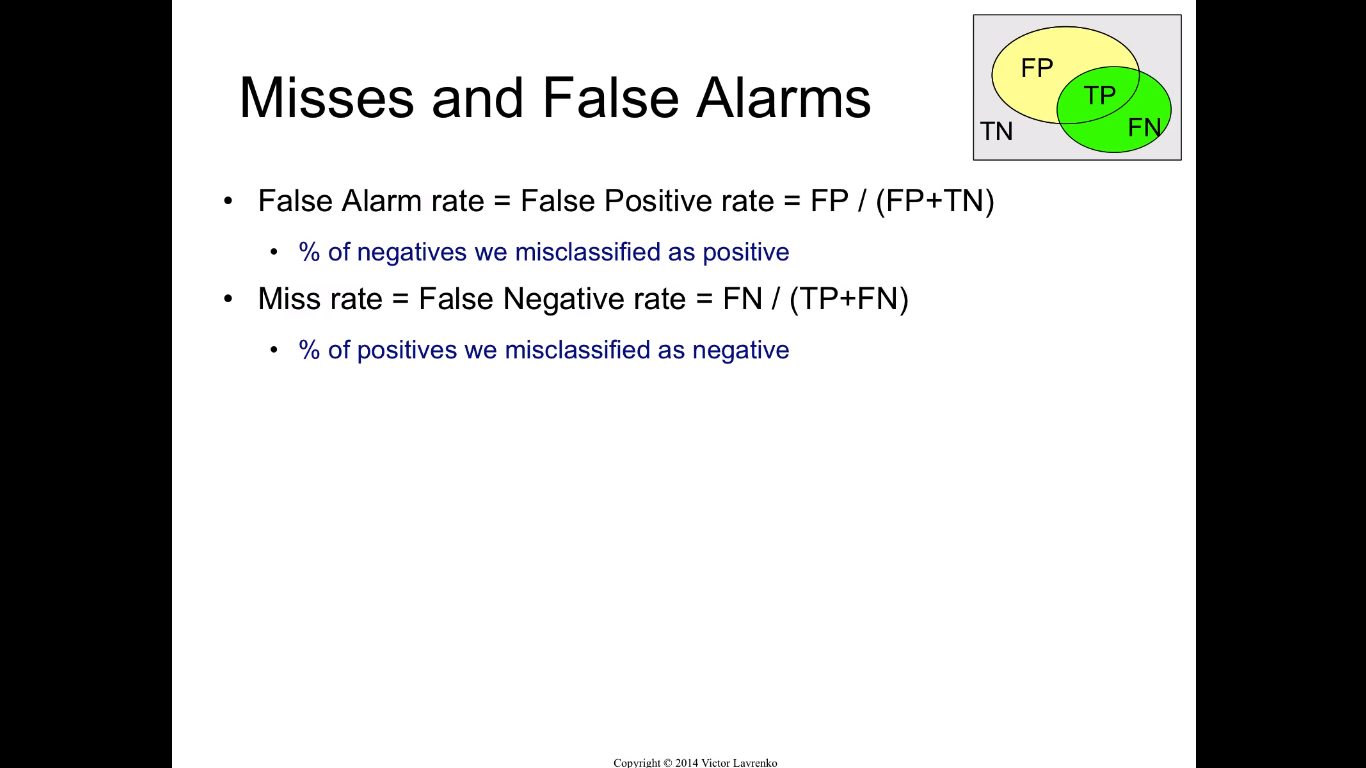 Misses and False Alarms
FP
TP
FN
TN
• False Alarm rate = False Positive rate = FP / (FP+TN)
• % of negatives we misclassified as positive
• Miss rate = False Negative rate = FN / (TP+FN)
• % of positives we misclassified as negative
Copyright © 2014 Victor Lavrenko